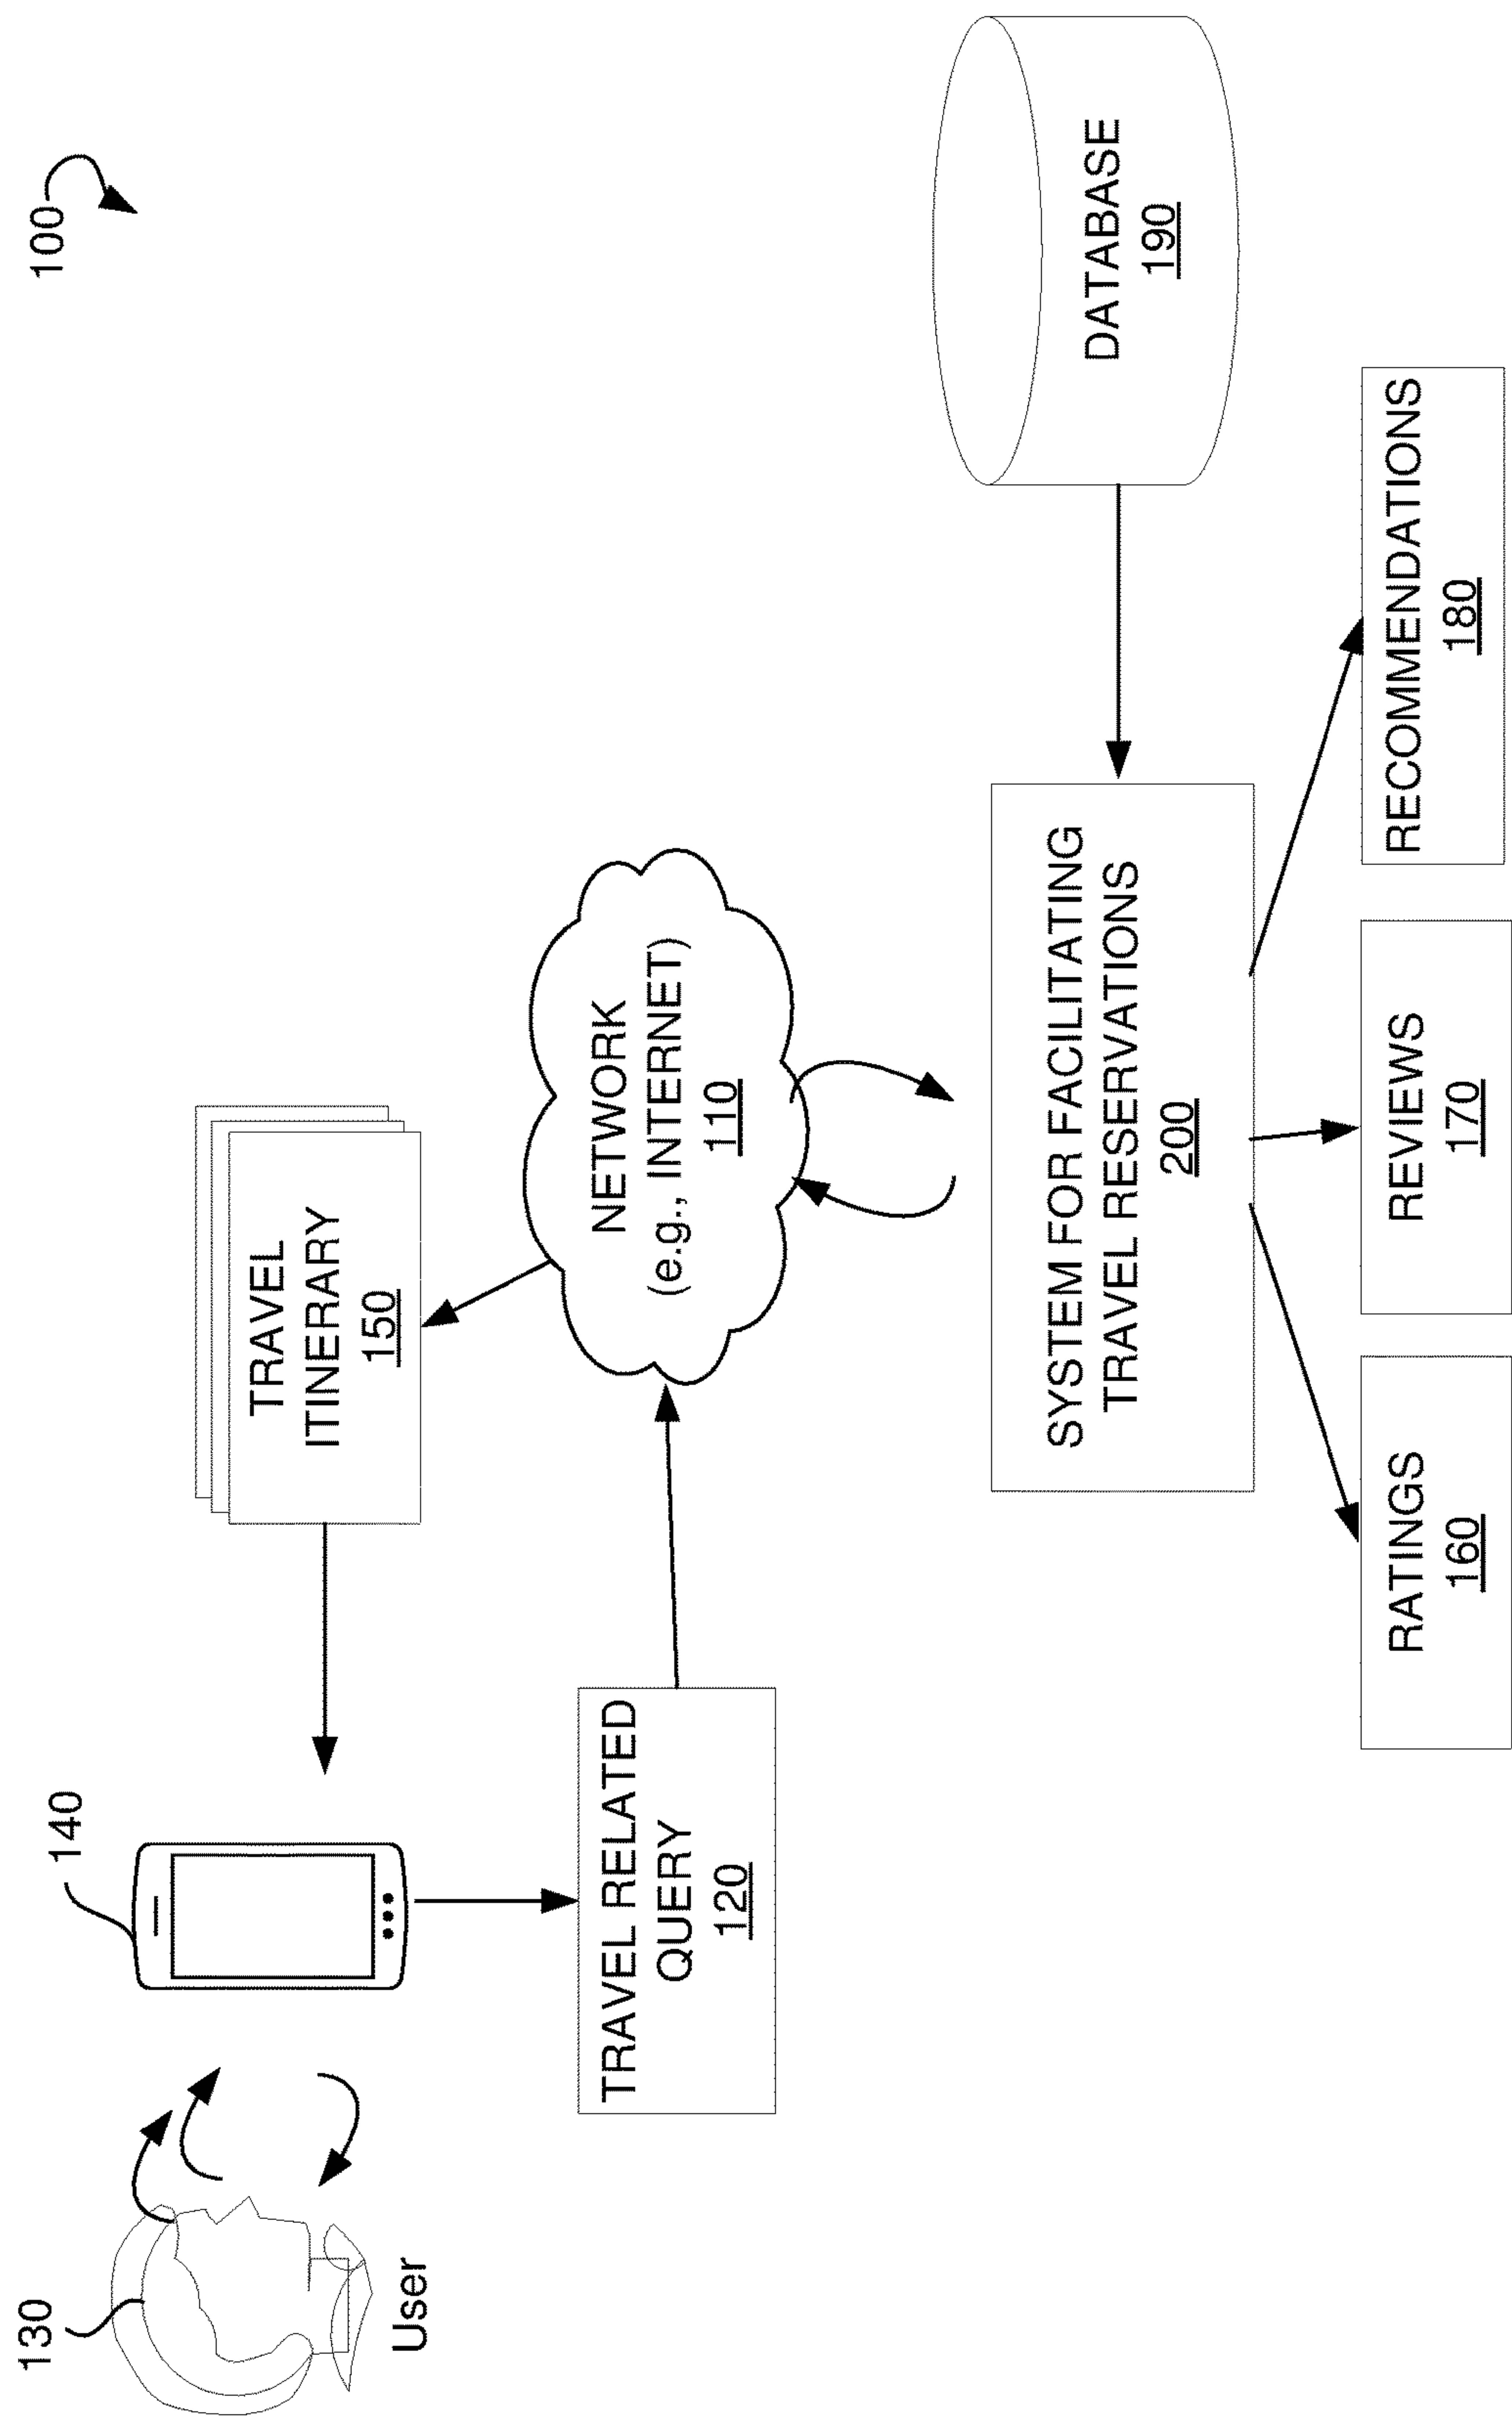 100
130
User
140
TRAVEL
ITINERARY
150
TRAVEL RELATED
QUERY
120
NETWORK
(e.g., INTERNET)
110
SYSTEM FOR FACILITATING
TRAVEL RESERVATIONS
200
DATABASE
190
RATINGS
160
REVIEWS
170
RECOMMENDATIONS
180